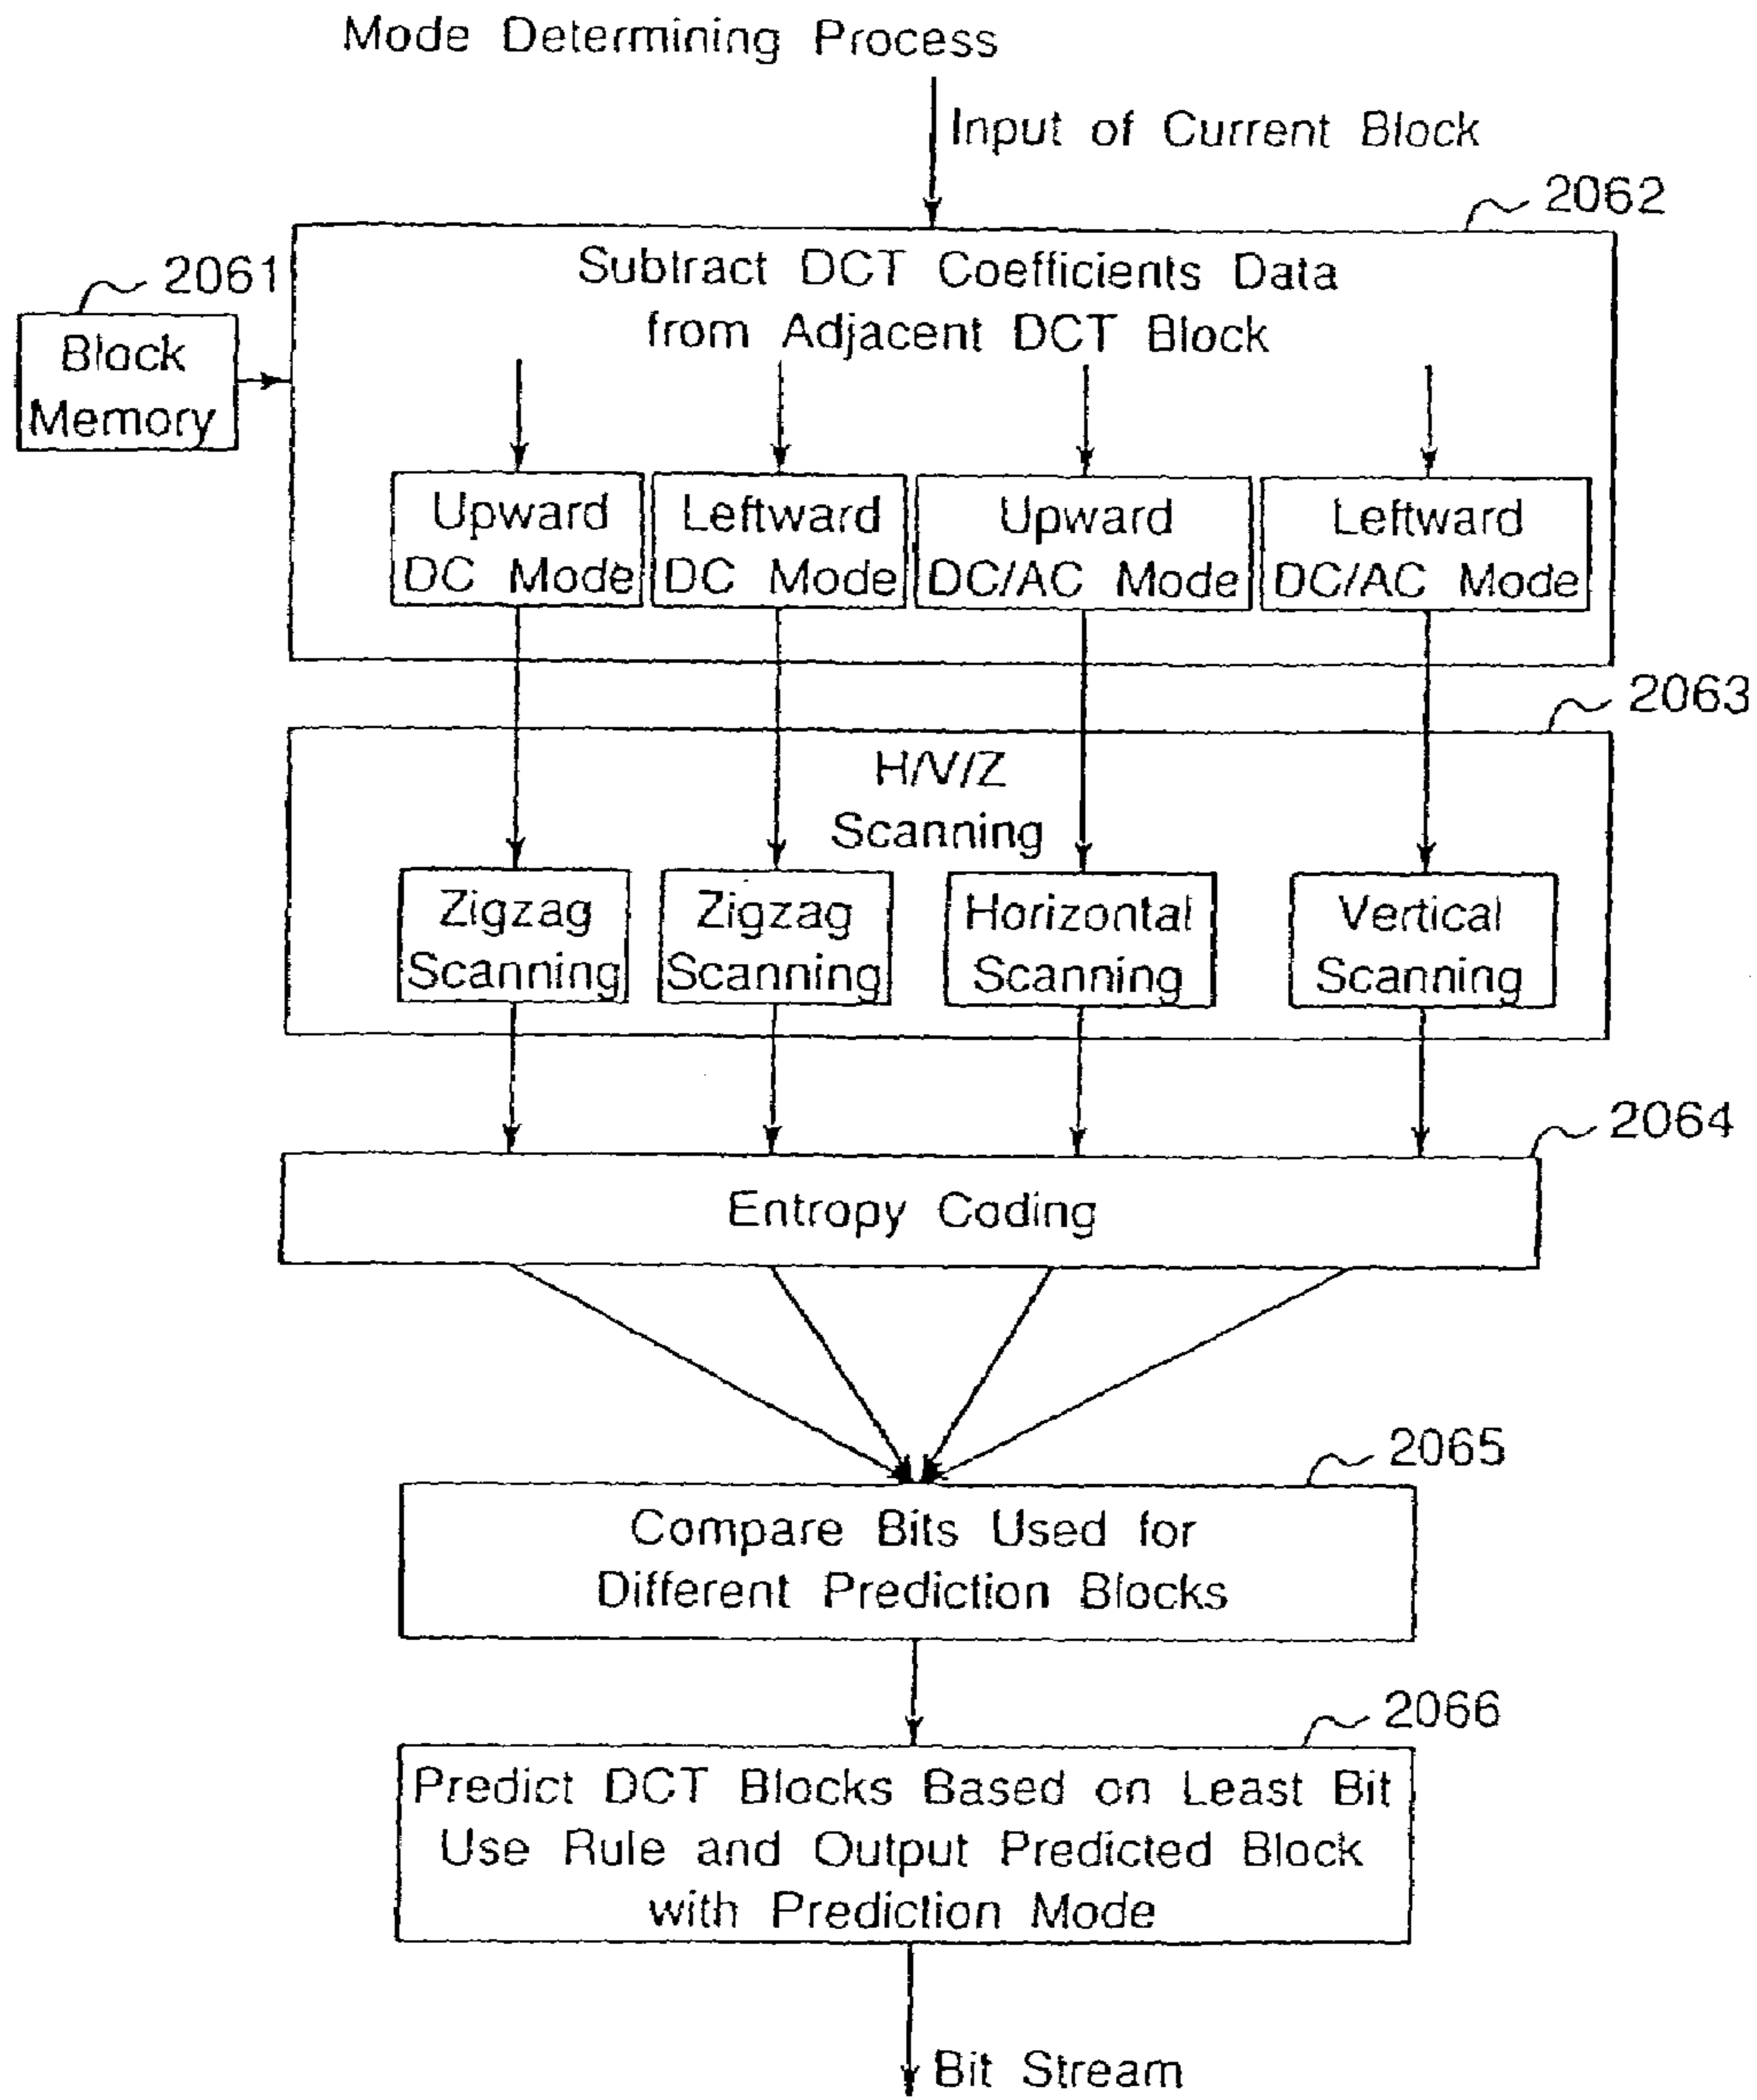 Mode Determining Process
Input of Current Block
2062
2061
Subtract DCT Coefficients Data
from Adjacent DCT Block
Block
Memory
Upward
DC Mode
Leftward
DC Mode
Upward
DC/AC Mode
Leftward
DC/AC Mode
2063
H/V/Z
Scanning
Zigzag
Scanning
Zigzag
Scanning
Horizontal
Scanning
Vertical
Scanning
2064
Entropy Coding
2065
Compare Bits Used for
Different Prediction Blocks
2066
Predict DCT Blocks Based on Least Bit
Use Rule and Output Predicted Block
with Prediction Mode
Bit Stream